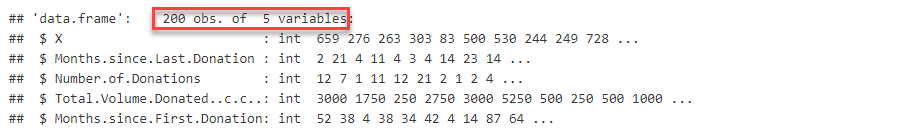 ## 'data.frame':   200 obs. of  5 variables:
##  $ X                         : int  659 276 263 303 83 500 530 244 249 728 ...
##  $ Months.since.Last.Donation : int  2 21 4 11 4 3 4 14 23 14 ...
##  $ Number.of.Donations        : int  12 7 1 11 12 21 2 1 2 4 ...
##  $ Total.Volume.Donated..c.c..: int  3000 1750 250 2750 3000 5250 500 250 500 1000 ...
##  $ Months.since.First.Donation: int  52 38 4 38 34 42 4 14 87 64 ...